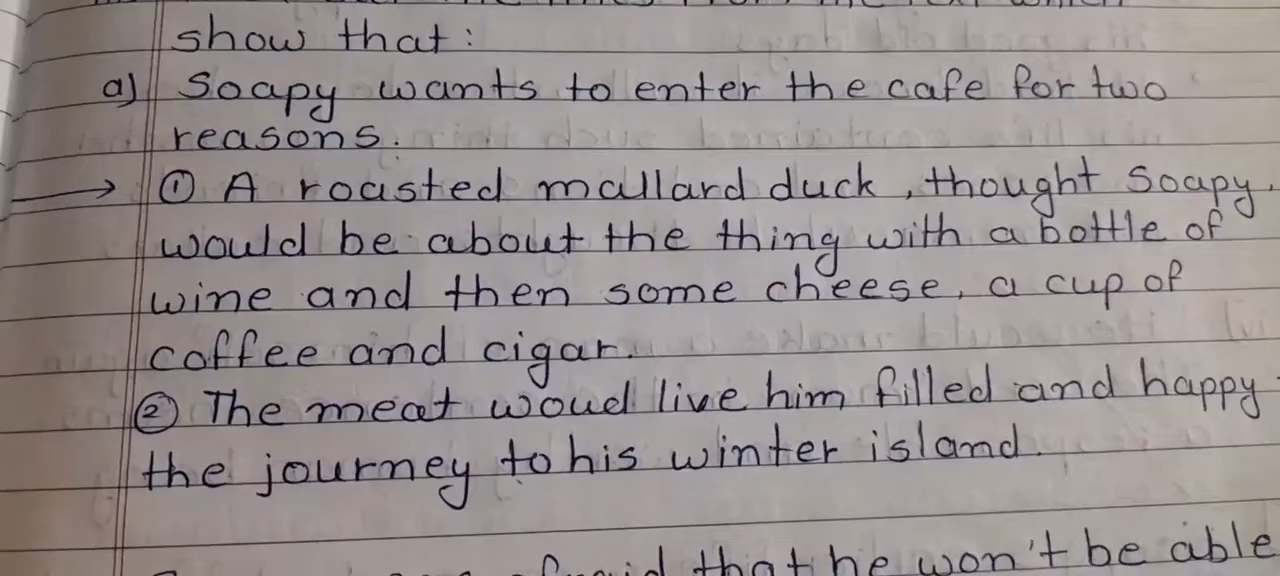 show that:
a) Soapy wants to enter the cafe for two
reasons.
→ ① A roasted mallard duck, thought Soapy,
would be about the thing with a bottle of
wine and then some cheese, a cup of
coffee and cigar.
② The meat woud live him filled and happy
the journey to his winter island.
that he won't be able